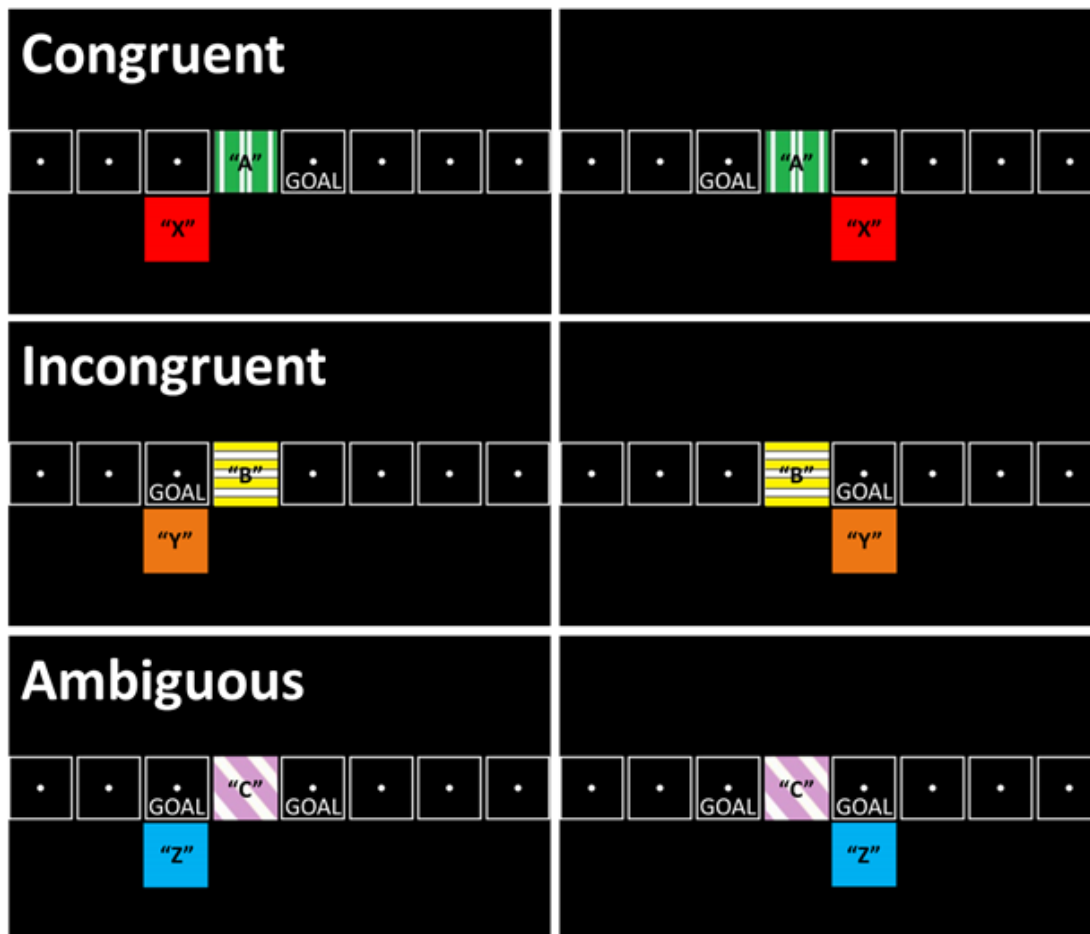 Congruent
“A” GOAL
“X”
GOAL “A”
“X”
Incongruent
GOAL “B”
“Y”
“B” GOAL
“Y”
Ambiguous
GOAL “C” GOAL
“Z”
GOAL “C” GOAL
“Z”